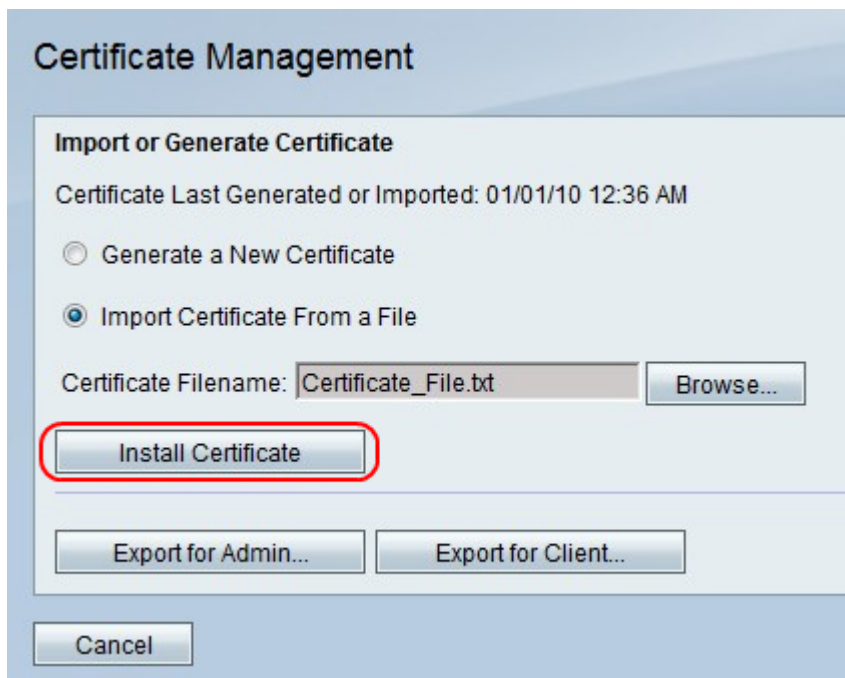 Certificate Management
Import or Generate Certificate
Certificate Last Generated or Imported: 01/01/10 12:36 AM
Generate a New Certificate
Import Certificate From a File
Certificate Filename: Certificate_File.txt Browse...
Install Certificate
Export for Admin... Export for Client...
Cancel